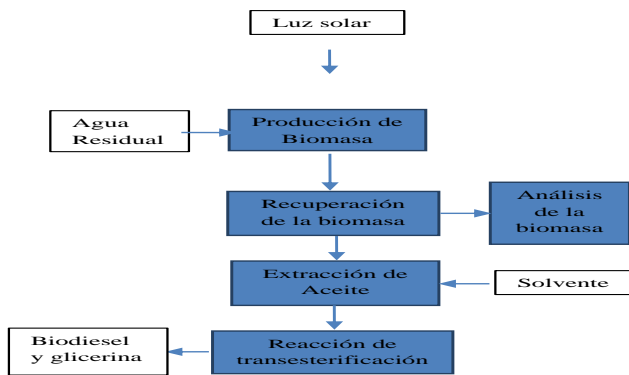 Luz solar
Agua
Residual
Producción de
Biomasa
Recuperación
de la biomasa
Análisis
de la
biomasa
Extracción de
Aceite
Solvente
Biodiesel
y glicerina
Reacción de
transesterificación